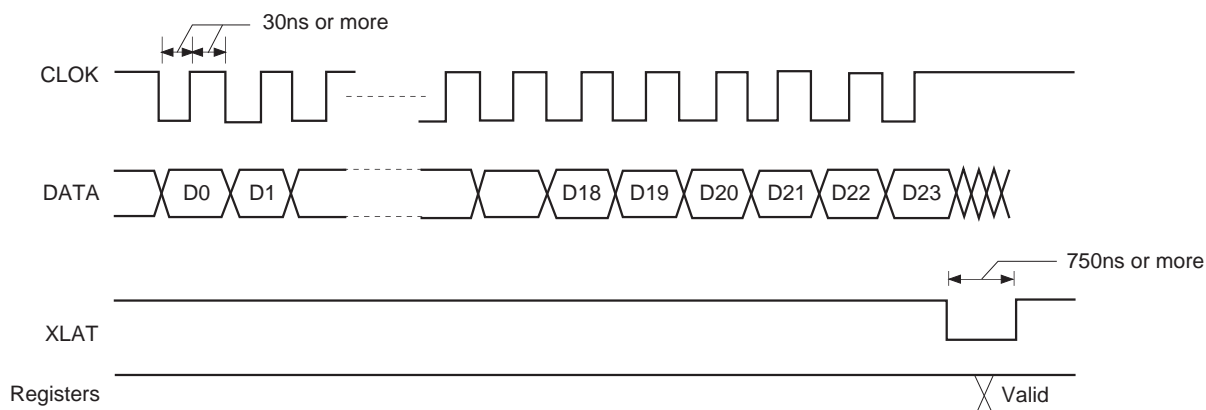 30ns or more
CLOK
DATA
D0 D1 D18 D19 D20 D21 D22 D23
750ns or more
XLAT
Registers
Valid